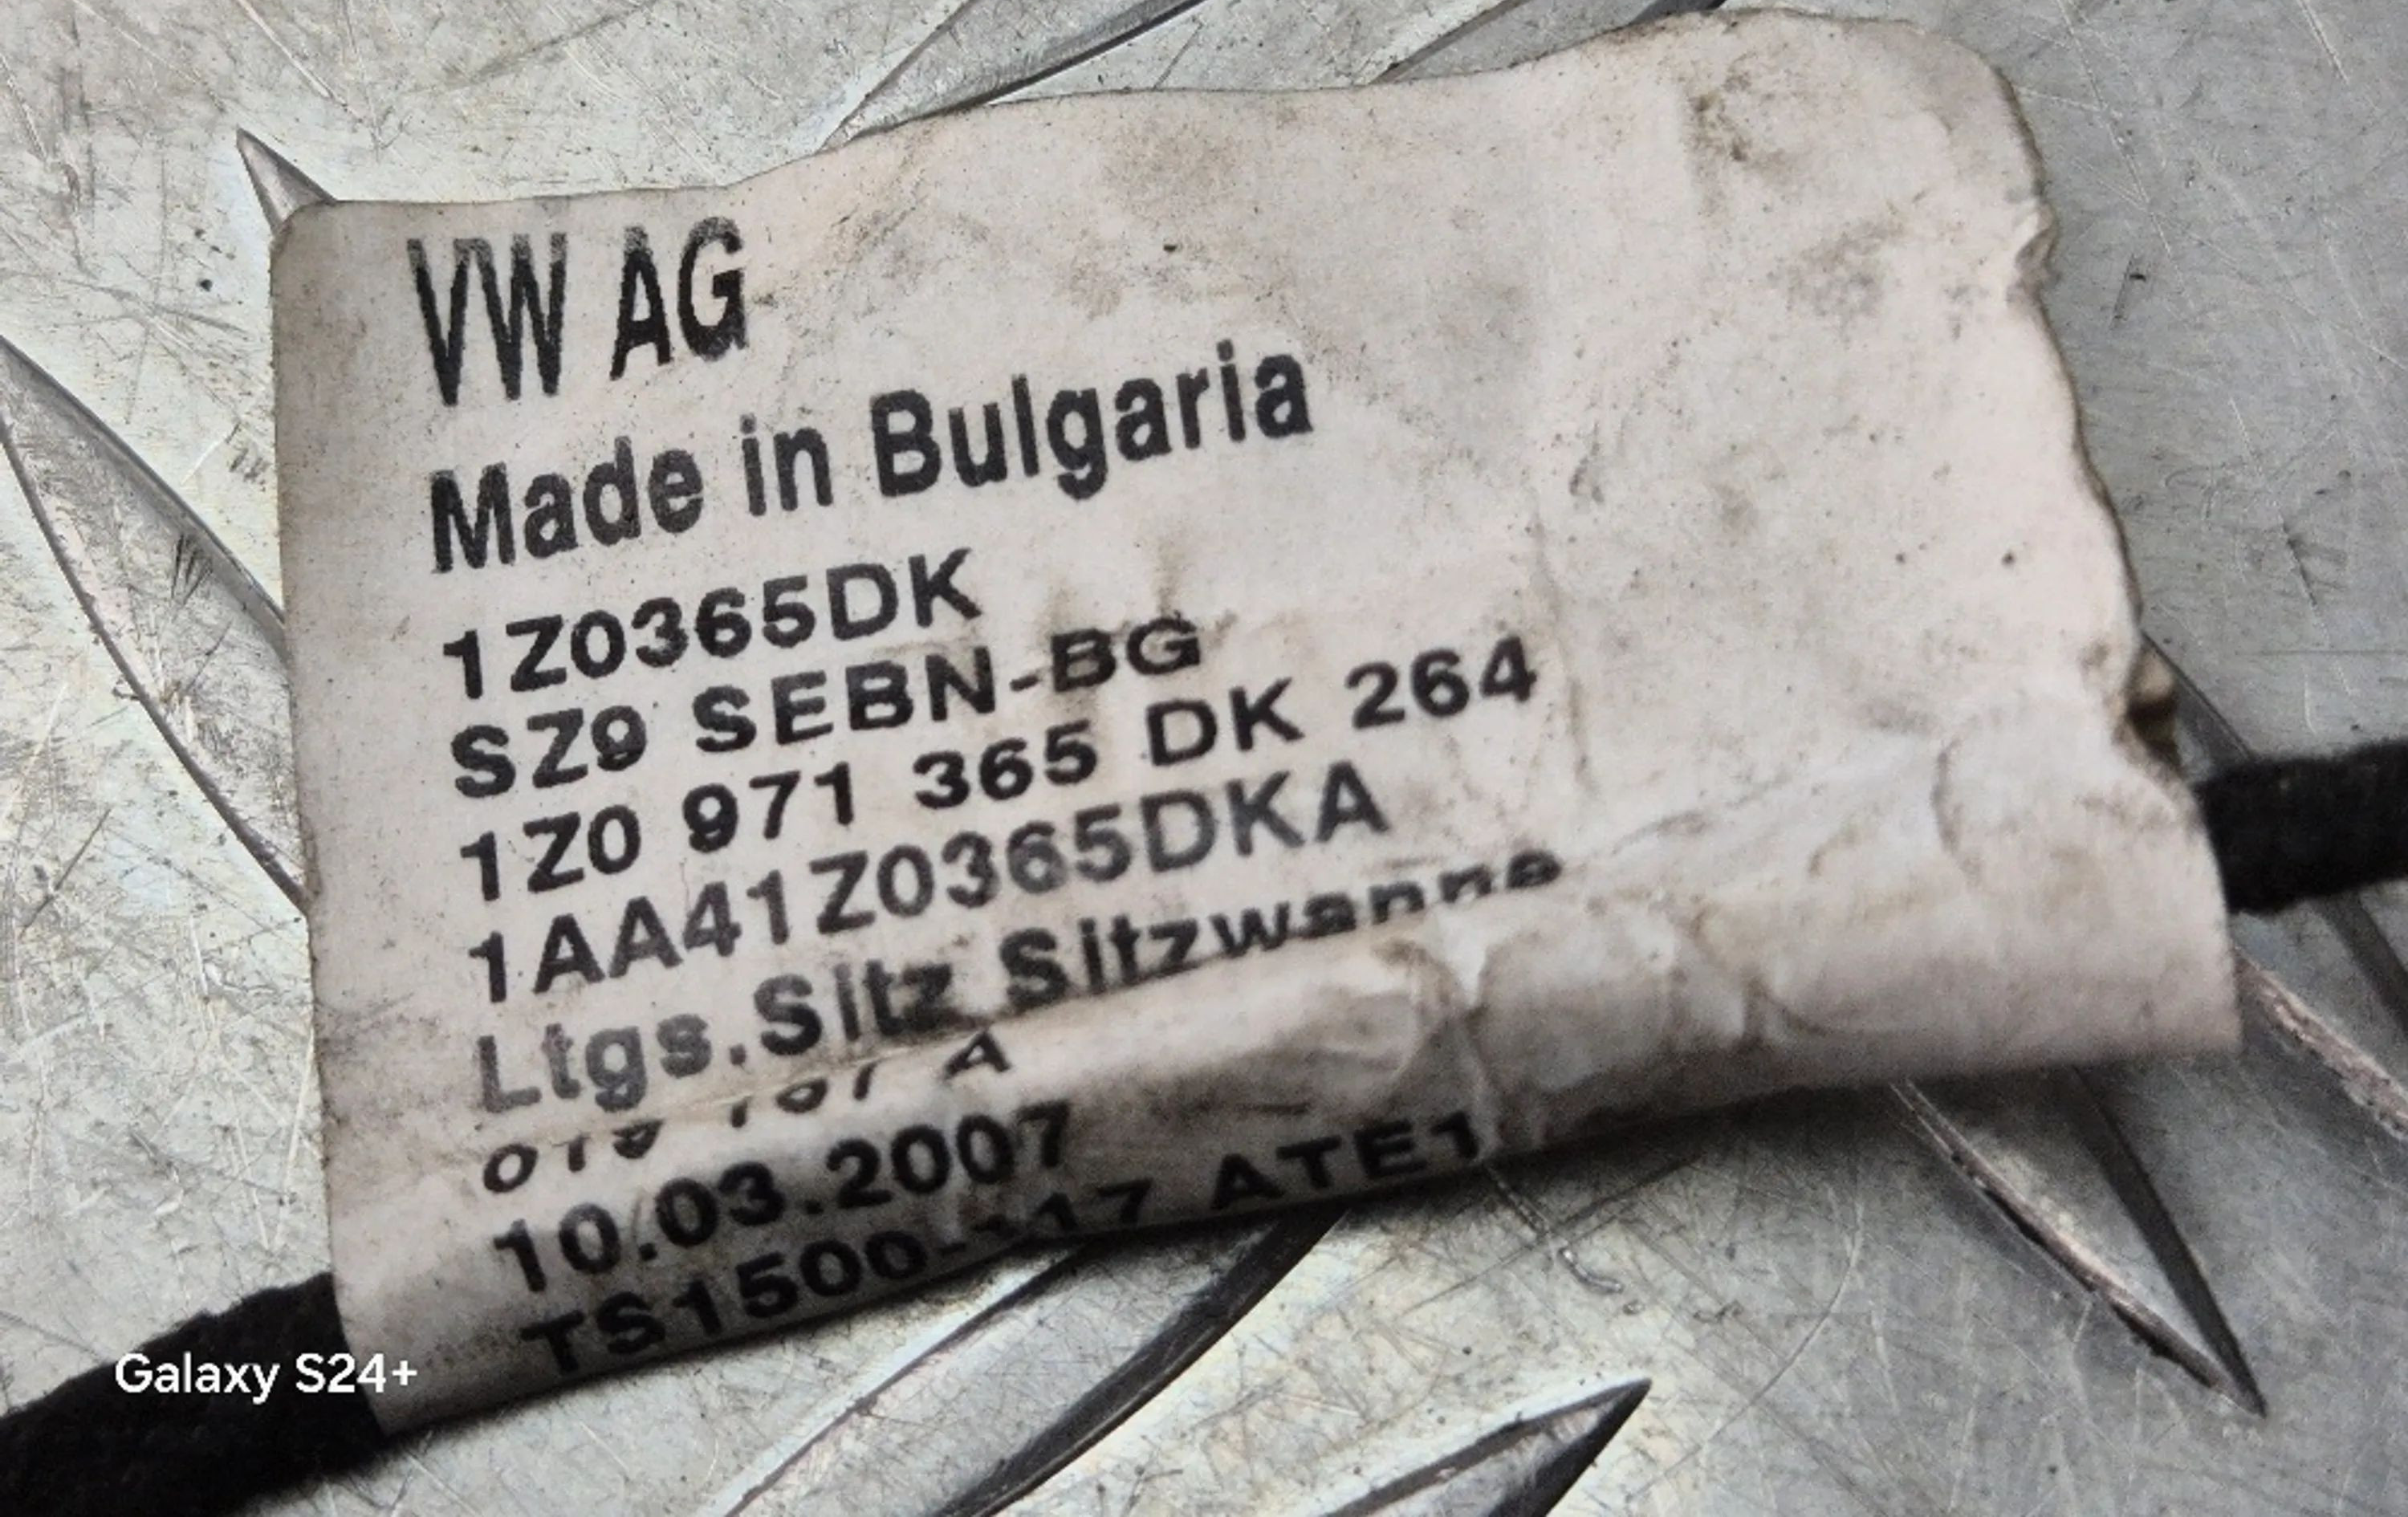 VW AG
Made in Bulgaria
1Z0365DK
SZ9 SEBN-BG
1Z0 971 365 DK 264
1AA41Z0365DKA
Ltgs.Sitz Sitzwanne
A
10.03.2007
ATE1
Galaxy S24+